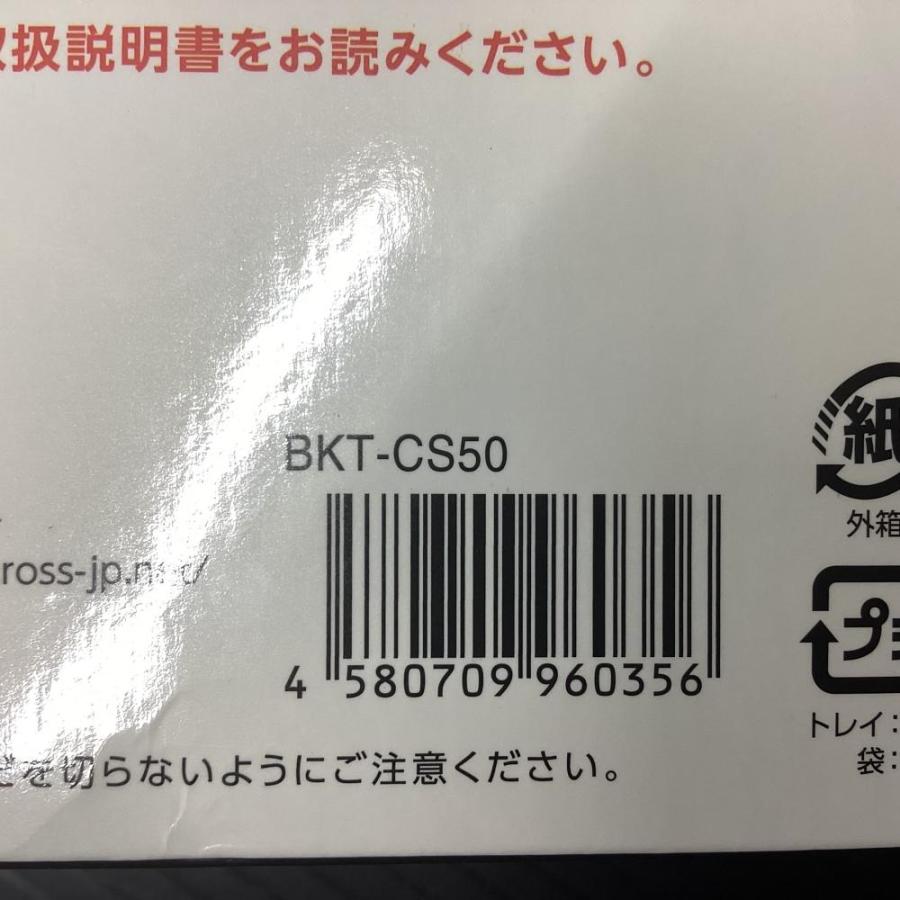 取扱説明書をお読みください。
BKT-CS50
ross-jp.net/
4 580709 960356
紙
外箱
プラ
トレイ：
袋：
を切らないようにご注意ください。